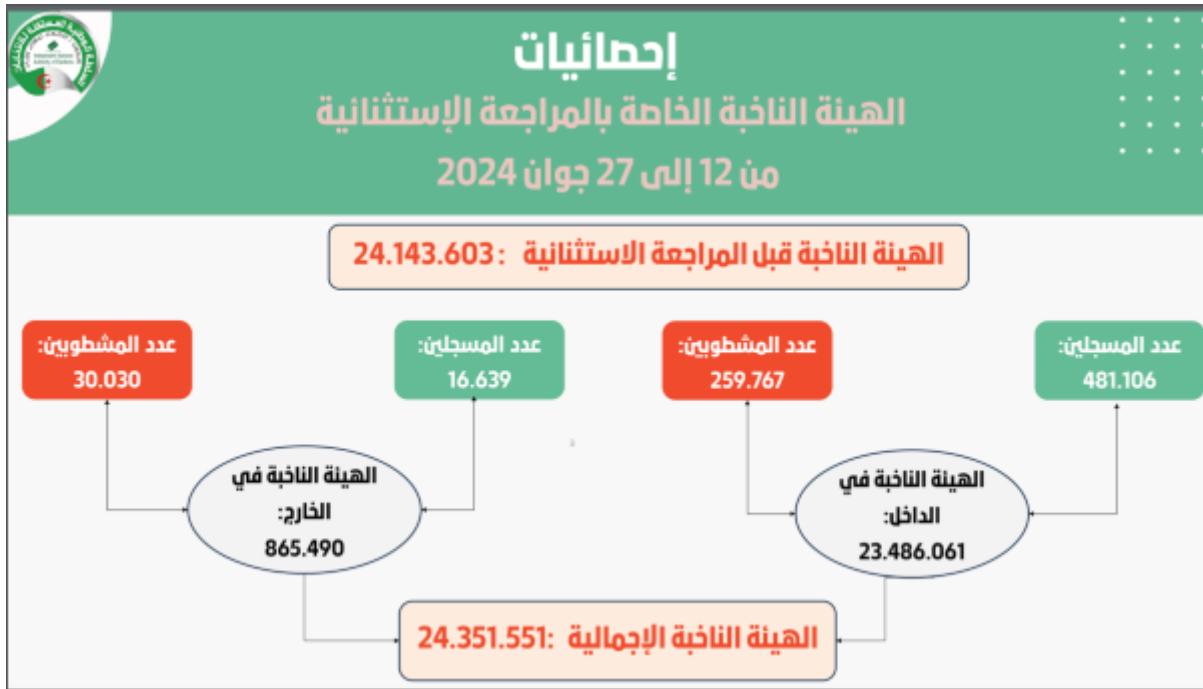 إحصائيات
الهيئة الناخبة الخاصة بالمراجعة الإستثنائية
من 12 إلى 27 جوان 2024
الهيئة الناخبة قبل المراجعة الاستثنائية : 24.143.603
عدد المسجلين:
481.106
عدد المشطوبين:
259.767
عدد المسجلين:
16.639
عدد المشطوبين:
30.030
الهيئة الناخبة في
الداخل:
23.486.061
الهيئة الناخبة في
الخارج:
865.490
الهيئة الناخبة الإجمالية :24.351.551